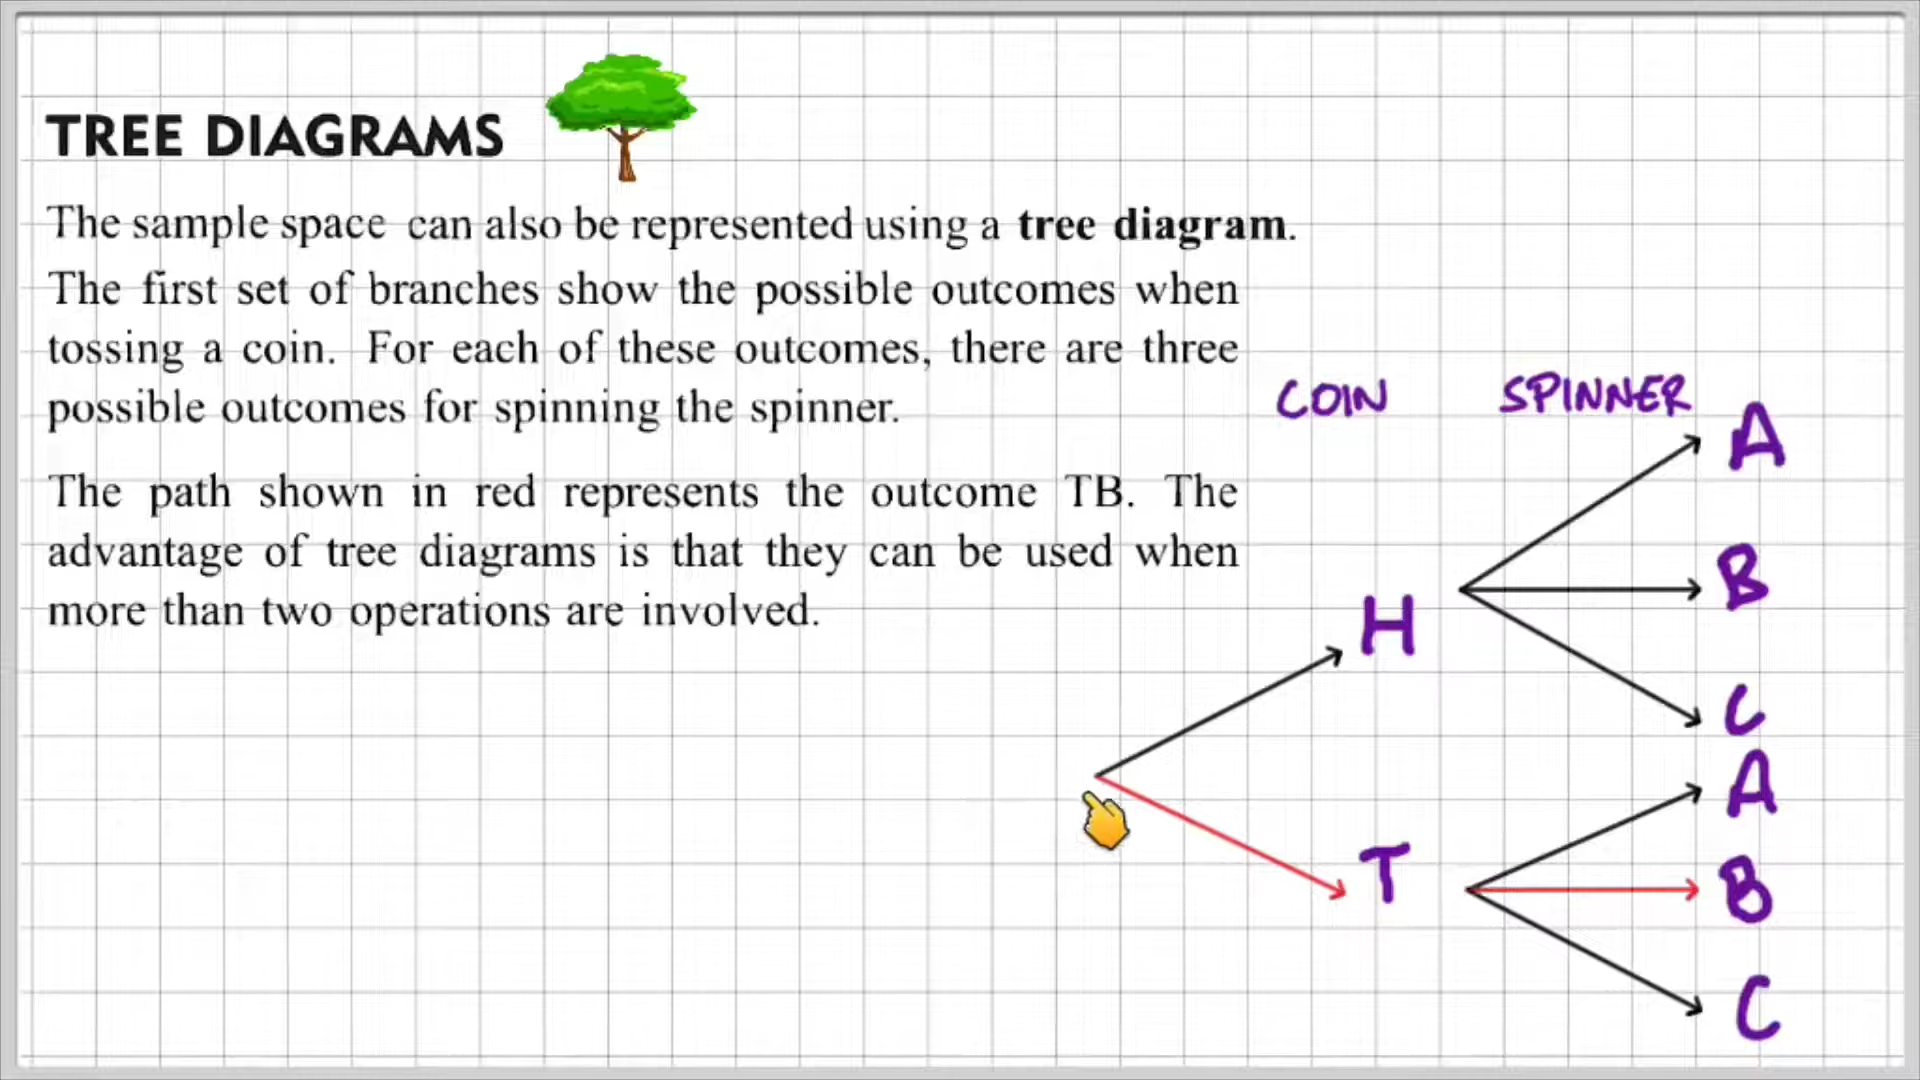 TREE DIAGRAMS
The sample space can also be represented using a tree diagram.
The first set of branches show the possible outcomes when
tossing a coin. For each of these outcomes, there are three
possible outcomes for spinning the spinner.
The path shown in red represents the outcome TB. The
advantage of tree diagrams is that they can be used when
more than two operations are involved.
COIN SPINNER
A
B
H
C
A
T
B
C